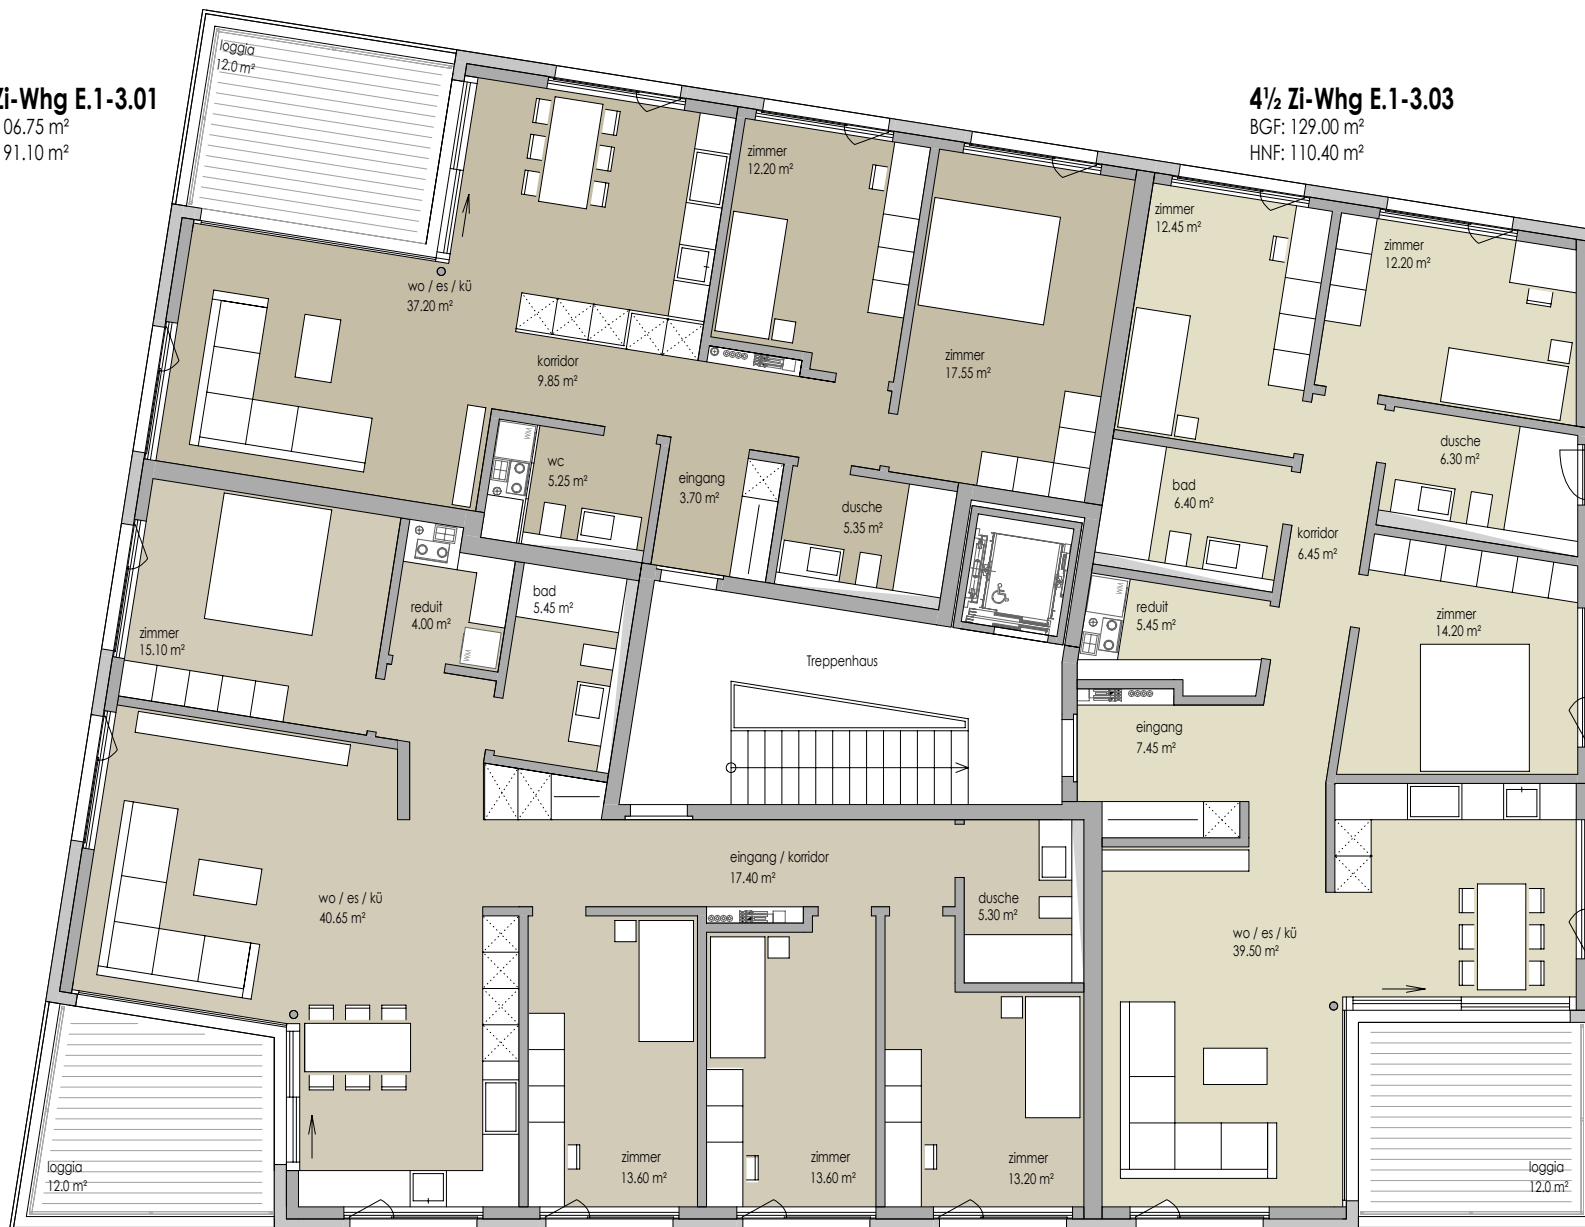 loggia
12.0 m²
Zi-Whg E.1-3.01
06.75 m²
91.10 m²
4½ Zi-Whg E.1-3.03
BGF: 129.00 m²
HNF: 110.40 m²
zimmer
12.20 m²
zimmer
12.45 m²
zimmer
12.20 m²
wo / es / kü
37.20 m²
korridor
9.85 m²
zimmer
17.55 m²
WM
wc
5.25 m²
eingang
3.70 m²
dusche
5.35 m²
bad
6.40 m²
dusche
6.30 m²
korridor
6.45 m²
zimmer
15.10 m²
reduit
4.00 m²
WM
bad
5.45 m²
Treppenhaus
WM
reduit
5.45 m²
zimmer
14.20 m²
eingang
7.45 m²
wo / es / kü
40.65 m²
eingang / korridor
17.40 m²
dusche
5.30 m²
wo / es / kü
39.50 m²
loggia
12.0 m²
zimmer
13.60 m²
zimmer
13.60 m²
zimmer
13.20 m²
loggia
12.0 m²